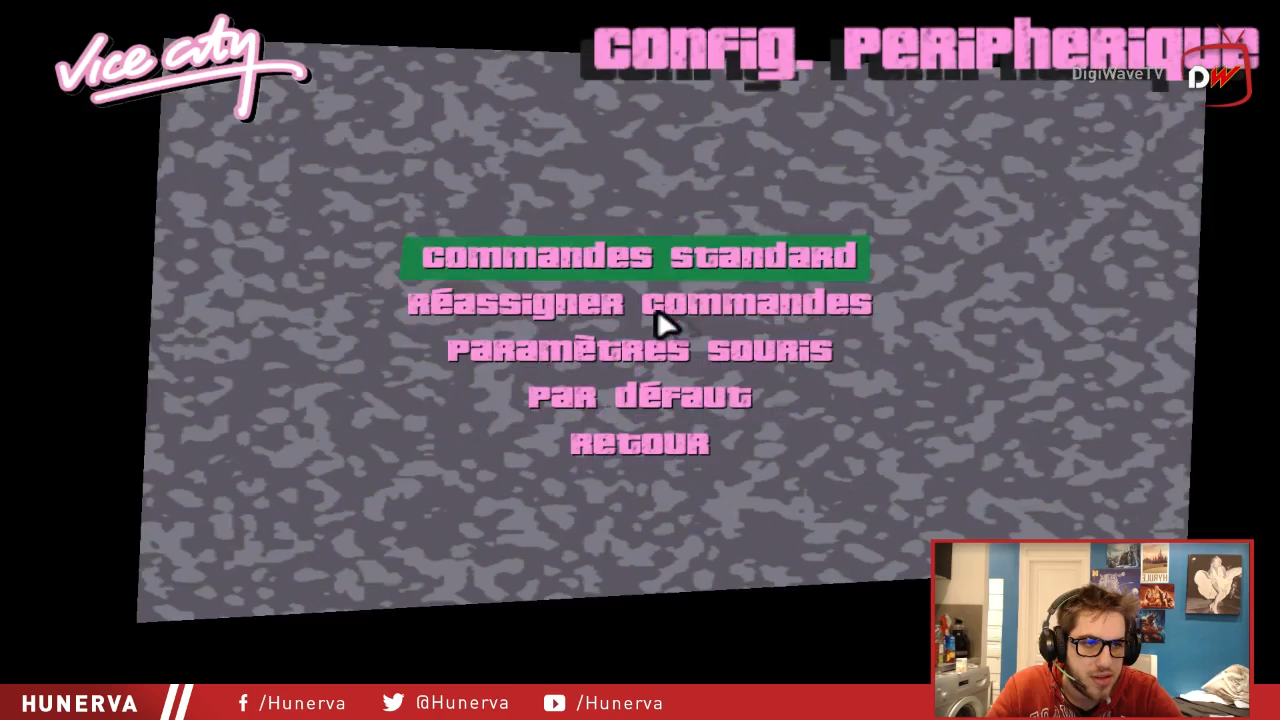 vice city
config. peripherique
DigiWaveTV
DW
commandes standard
Réassigner commandes
paramètres souris
par défaut
retour
HYRULE
HUNERVA
/Hunerva
@Hunerva
/Hunerva